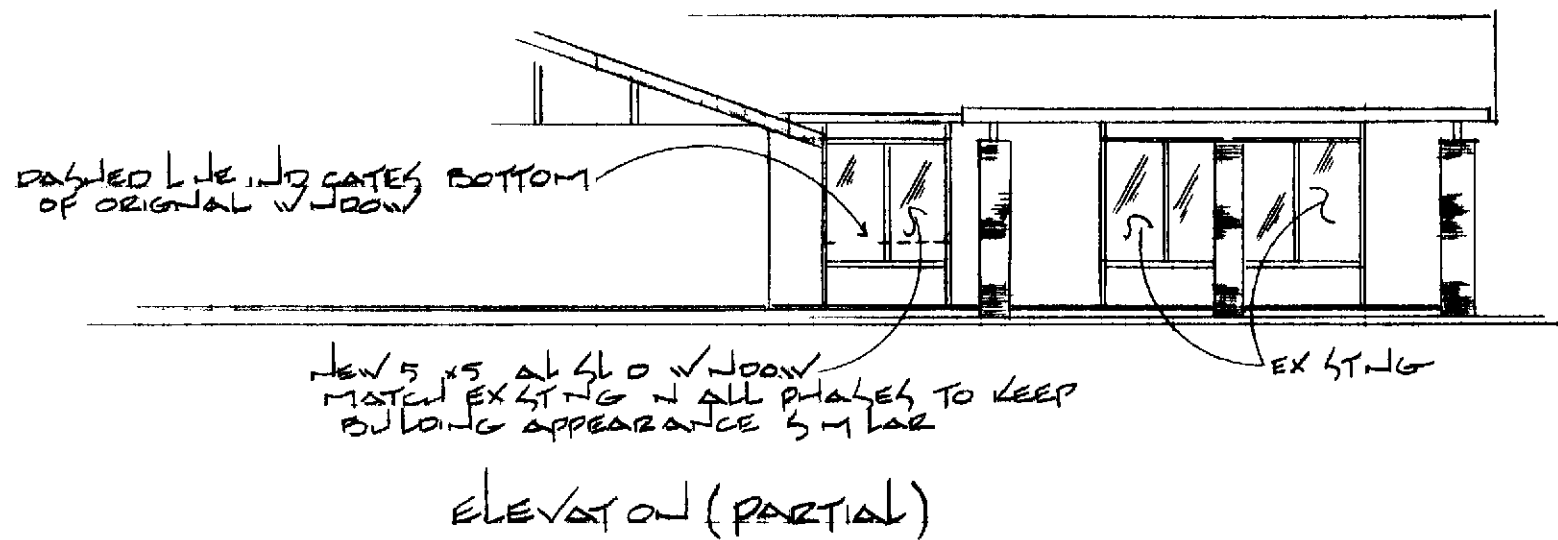 DASHED LINE INDICATES BOTTOM
OF ORIGINAL WINDOW
NEW 5 x5 AL SLD WINDOW
MATCH EXISTING IN ALL PHASES TO KEEP
BUILDING APPEARANCE SIMILAR
EXISTING
ELEVATION (PARTIAL)